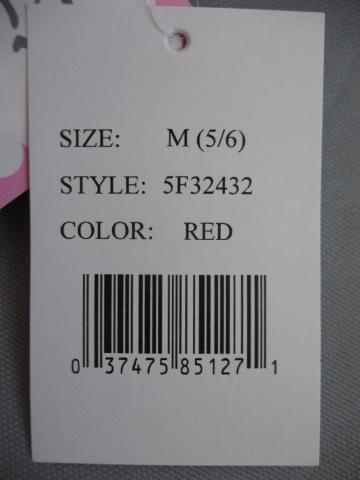 SIZE: M (5/6)
STYLE: 5F32432
COLOR: RED
0 37475 85127 1